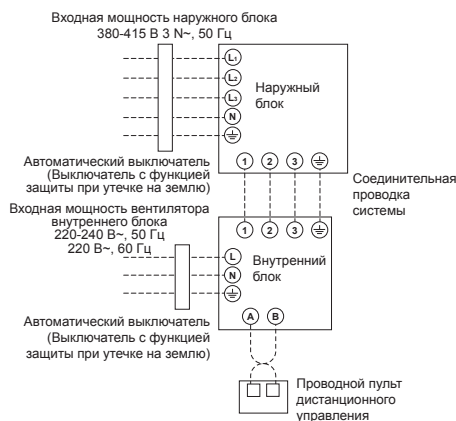 Входная мощность наружного блока
380-415 В 3 N~, 50 Гц
L₁
L₂
L₃
N
Наружный
блок
1 2 3
Автоматический выключатель
(Выключатель с функцией
защиты при утечке на землю)
Соединительная
проводка
системы
Входная мощность вентилятора
внутреннего блока
220-240 В~, 50 Гц
220 В~, 60 Гц
1 2 3
L
N
Внутренний
блок
A B
Автоматический выключатель
(Выключатель с функцией
защиты при утечке на землю)
Проводной пульт
дистанционного
управления